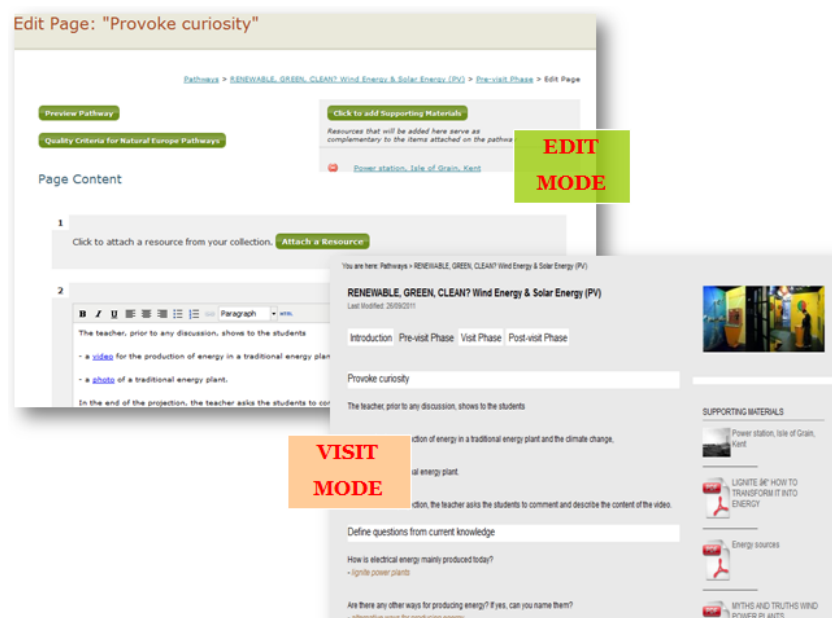 Edit Page: "Provoke curiosity"
Pathways > RENEWABLE, GREEN, CLEAN? Wind Energy & Solar Energy (PV) > Pre-visit Phase > Edit Page
Preview Pathway
Quality Criteria for Natural Europe Pathways
Click to add Supporting Materials
Resources that will be added here serve as
complementary to the items attached on the pathwa
Power station, Isle of Grain, Kent
EDIT
MODE
Page Content
1
Click to attach a resource from your collection. Attach a Resource
2
B I U Paragraph HTML
The teacher, prior to any discussion, shows to the students
- a video for the production of energy in a traditional energy plan
- a photo of a traditional energy plant.
In the end of the projection, the teacher asks the students to co
You are here: Pathways > RENEWABLE, GREEN, CLEAN? Wind Energy & Solar Energy (PV)
RENEWABLE, GREEN, CLEAN? Wind Energy & Solar Energy (PV)
Last Modified: 26/09/2011
Introduction Pre-visit Phase Visit Phase Post-visit Phase
Provoke curiosity
The teacher, prior to any discussion, shows to the students
ction of energy in a traditional energy plant and the climate change,
al energy plant.
ction, the teacher asks the students to comment and describe the content of the video.
VISIT
MODE
Define questions from current knowledge
How is electrical energy mainly produced today?
- lignite power plants
Are there any other ways for producing energy? If yes, can you name them?
- alternative ways for producing energy
SUPPORTING MATERIALS
Power station, Isle of Grain,
Kent
LIGNITE â€' HOW TO
TRANSFORM IT INTO
ENERGY
Energy sources
MYTHS AND TRUTHS WIND
POWER PLANTS